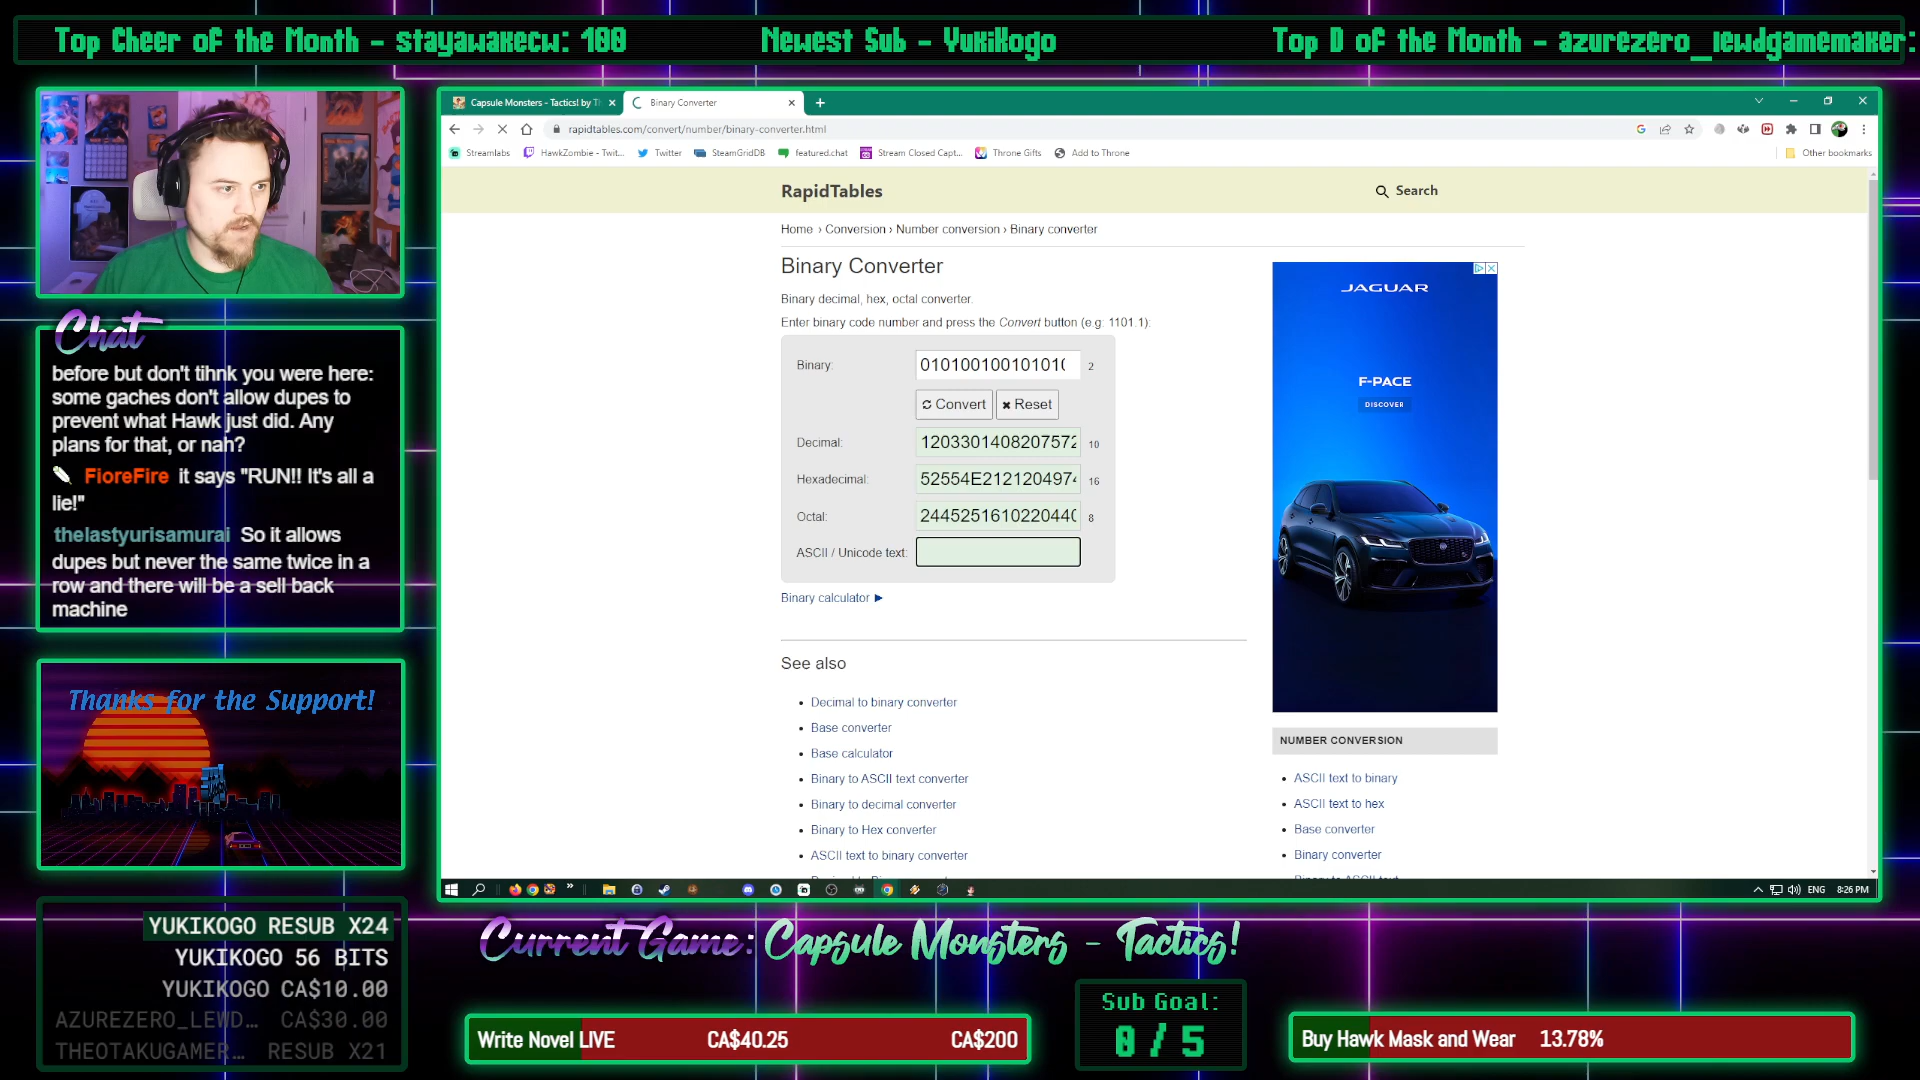 Top Cheer of the Month - stayawakecw: 100
Newest Sub - YukiKogo
Top D of the Month - azurezero_lewdgamemaker:
Capsule Monsters - Tactics! by T
Binary Converter
rapidtables.com/convert/number/binary-converter.html
Streamlabs
HawkZombie - Twit...
Twitter
SteamGridDB
featured.chat
Stream Closed Capt...
Throne Gifts
Add to Throne
Other bookmarks
RapidTables
Search
Home › Conversion › Number conversion › Binary converter
Binary Converter
Binary decimal, hex, octal converter.
Enter binary code number and press the Convert button (e.g: 1101.1):
Binary:
010100100101010
2
Convert
Reset
Decimal:
1203301408207572
10
Hexadecimal:
52554E2121204974
16
Octal:
2445251610220440
8
ASCII / Unicode text:
Binary calculator ►
See also
Decimal to binary converter
Base converter
Base calculator
Binary to ASCII text converter
Binary to decimal converter
Binary to Hex converter
ASCII text to binary converter
JAGUAR
F-PACE
DISCOVER
NUMBER CONVERSION
ASCII text to binary
ASCII text to hex
Base converter
Binary converter
ENG
8:26 PM
Chat
before but don't tihnk you were here:
some gaches don't allow dupes to
prevent what Hawk just did. Any
plans for that, or nah?
FioreFire it says "RUN!! It's all a
lie!"
thelastyurisamurai So it allows
dupes but never the same twice in a
row and there will be a sell back
machine
Thanks for the Support!
YUKIKOGO RESUB X24
YUKIKOGO 56 BITS
YUKIKOGO CA$10.00
AZUREZERO_LEWD… CA$30.00
THEOTAKUGAMER… RESUB X21
Current Game: Capsule Monsters - Tactics!
Write Novel LIVE
CA$40.25
CA$200
Sub Goal:
0 / 5
Buy Hawk Mask and Wear
13.78%